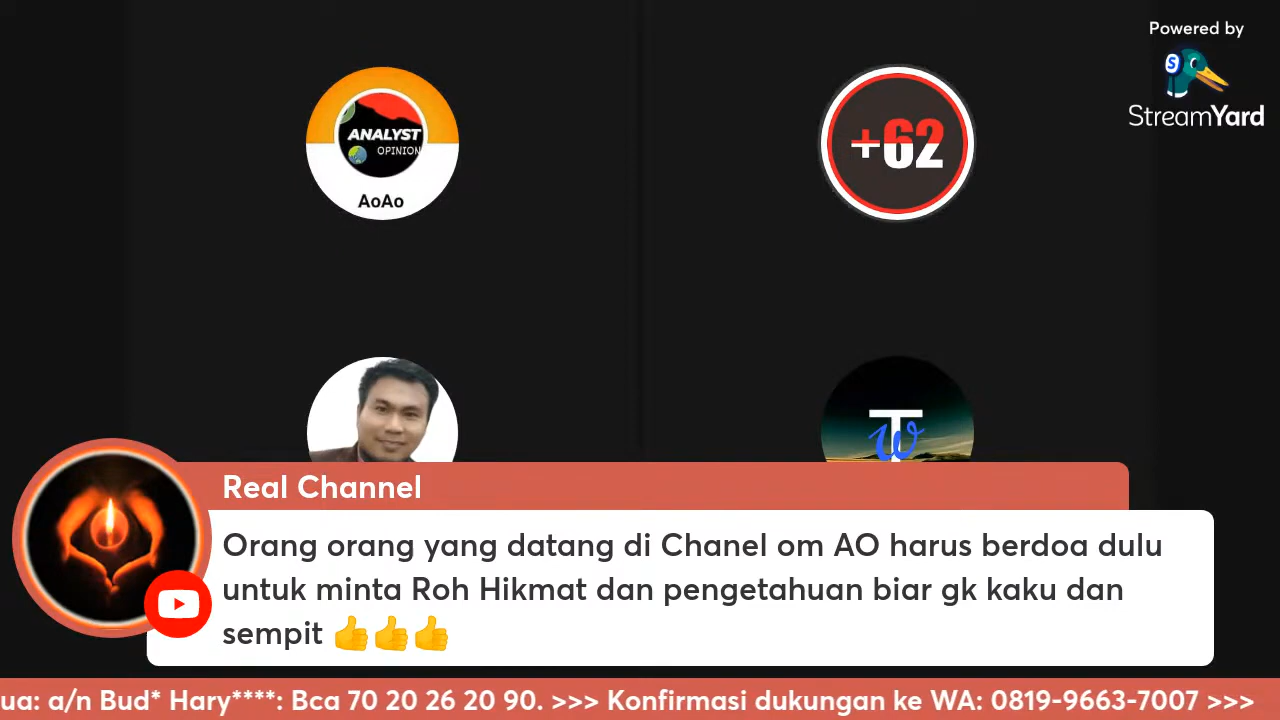 Powered by
StreamYard
ANALYST
OPINION
AoAo
+62
Tw
Real Channel
Orang orang yang datang di Chanel om AO harus berdoa dulu
untuk minta Roh Hikmat dan pengetahuan biar gk kaku dan
sempit 👍👍👍
ua: a/n Bud* Hary****: Bca 70 20 26 20 90. >>> Konfirmasi dukungan ke WA: 0819-9663-7007 >>>